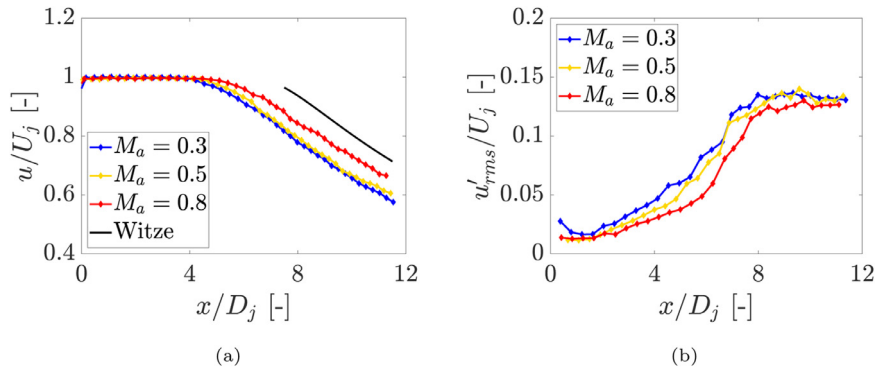 1.2
1
0.8
0.6
0.4
u/U_j [-]
M_a = 0.3
M_a = 0.5
M_a = 0.8
Witze
0 4 8 12
x/D_j [-]
(a)
0.2
0.15
0.1
0.05
0
u'_{rms}/U_j [-]
M_a = 0.3
M_a = 0.5
M_a = 0.8
0 4 8 12
x/D_j [-]
(b)